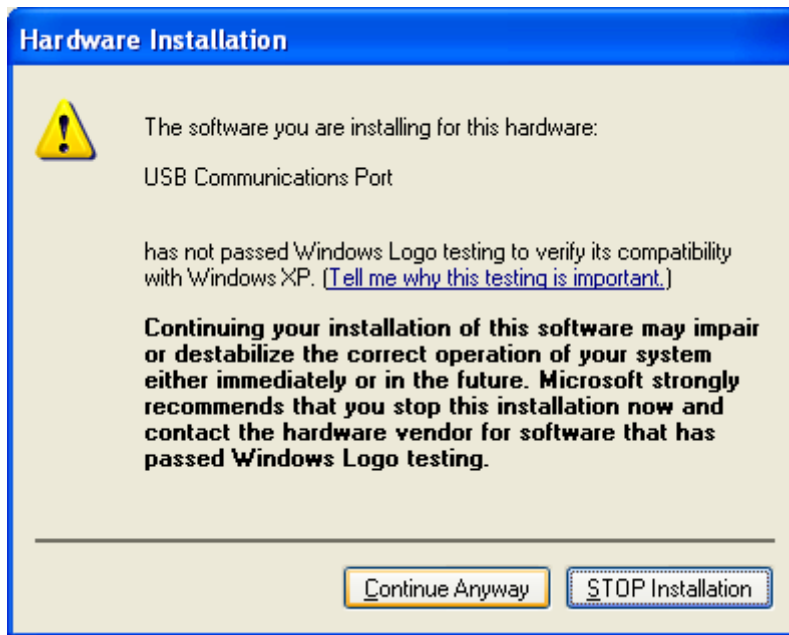 Hardware Installation
The software you are installing for this hardware:
USB Communications Port
has not passed Windows Logo testing to verify its compatibility
with Windows XP. (Tell me why this testing is important.)
Continuing your installation of this software may impair
or destabilize the correct operation of your system
either immediately or in the future. Microsoft strongly
recommends that you stop this installation now and
contact the hardware vendor for software that has
passed Windows Logo testing.
Continue Anyway
STOP Installation